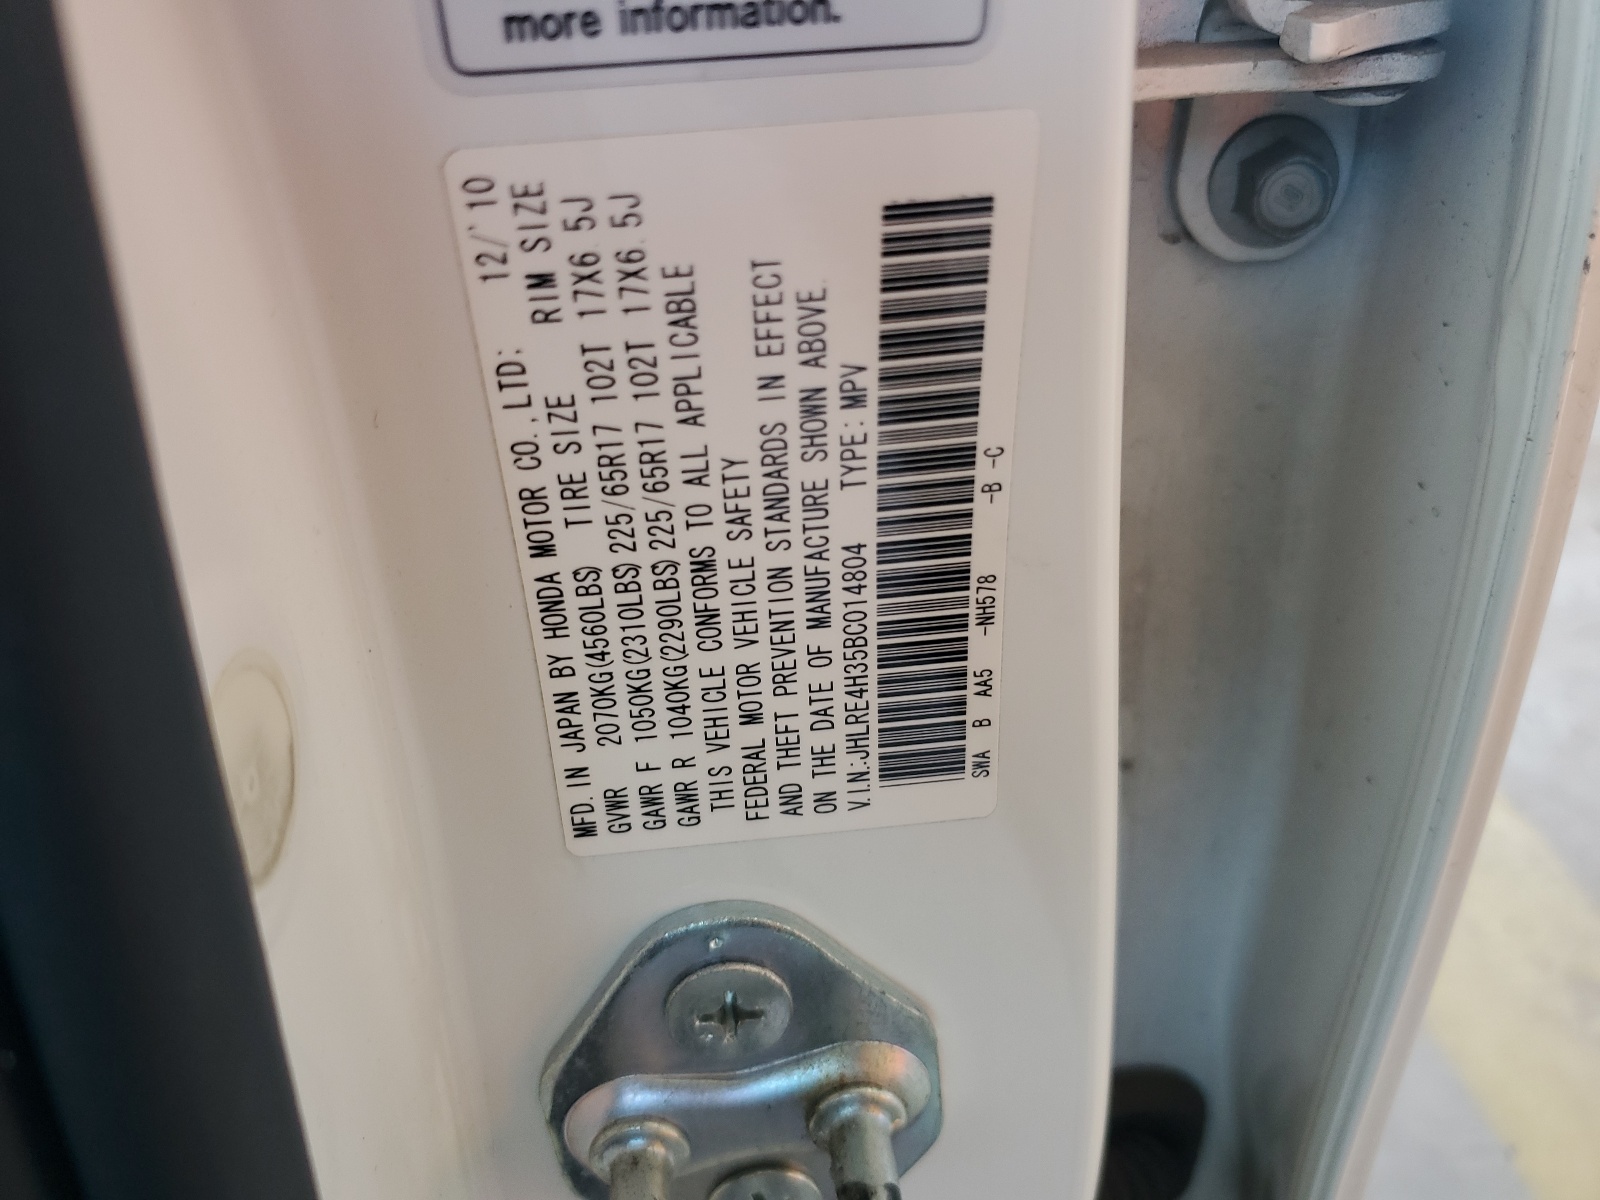 more information.
MFD. IN JAPAN BY HONDA MOTOR CO., LTD: 12/'10
GVWR 2070KG(4560LBS) TIRE SIZE RIM SIZE
GAWR F 1050KG(2310LBS) 225/65R17 102T 17X6.5J
GAWR R 1040KG(2290LBS) 225/65R17 102T 17X6.5J
THIS VEHICLE CONFORMS TO ALL APPLICABLE
FEDERAL MOTOR VEHICLE SAFETY
AND THEFT PREVENTION STANDARDS IN EFFECT
ON THE DATE OF MANUFACTURE SHOWN ABOVE.
V.I.N.: JHLRE4H35BC014804 TYPE: MPV
SWA B AA5 -NH578 -B -C